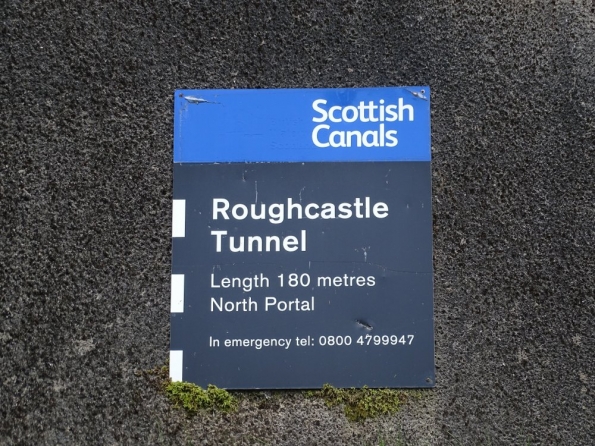 Scottish
Canals
Roughcastle
Tunnel
Length 180 metres
North Portal
In emergency tel: 0800 4799947